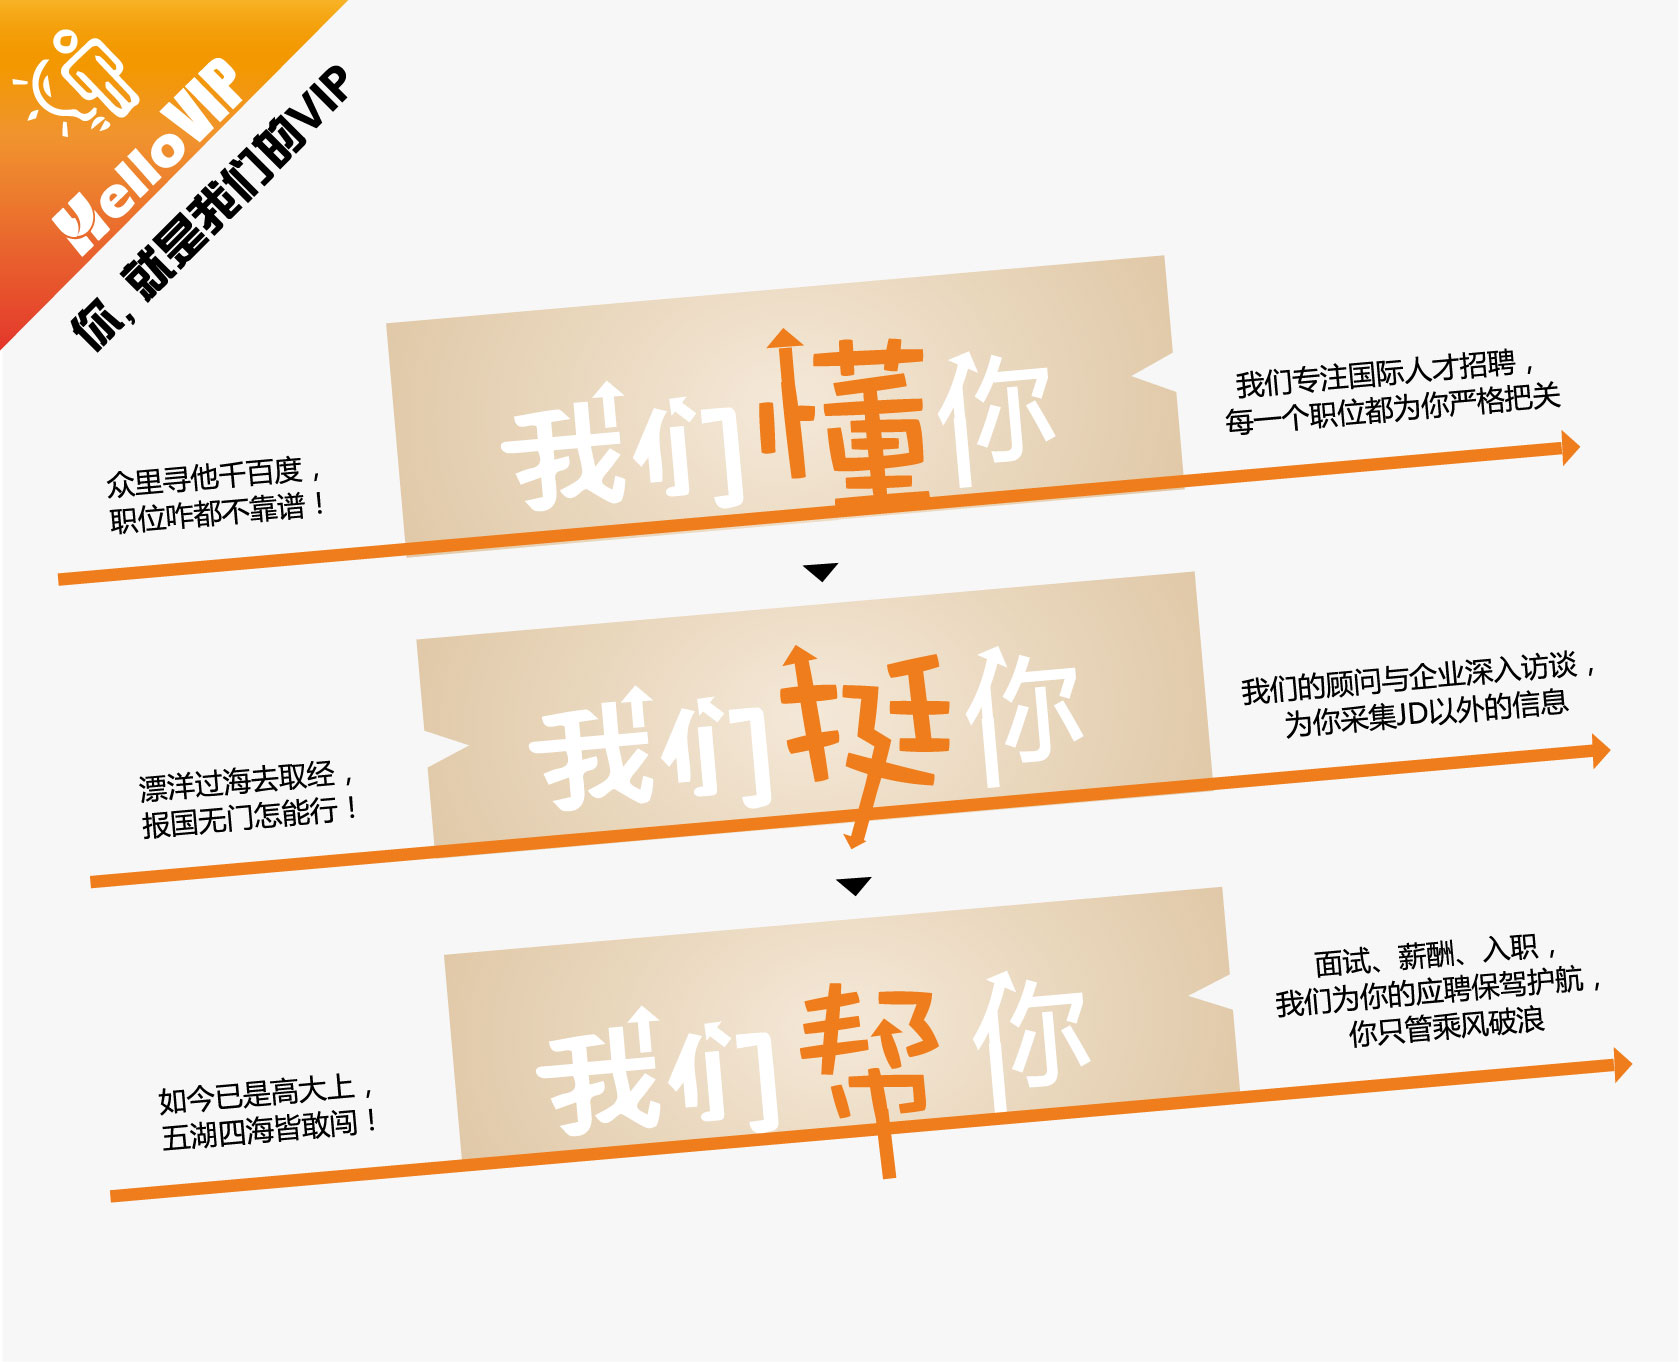 HelloVIP
你，就是我们的VIP
众里寻他千百度，
职位咋都不靠谱！
我们懂你
我们专注国际人才招聘，
每一个职位都为你严格把关
漂洋过海去取经，
报国无门怎能行！
我们挺你
我们的顾问与企业深入访谈，
为你采集JD以外的信息
如今已是高大上，
五湖四海皆敢闯！
我们帮你
面试、薪酬、入职，
我们为你的应聘保驾护航，
你只管乘风破浪